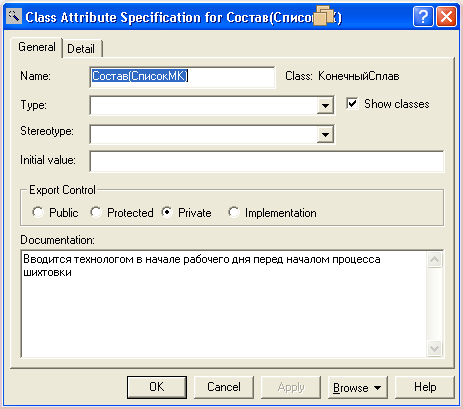 Class Attribute Specification for Состав(Список
General Detail
Name: Состав(СписокМК) Class: КонечныйСплав
Type: Show classes
Stereotype:
Initial value:
Export Control
Public Protected Private Implementation
Documentation:
Вводится технологом в начале рабочего дня перед началом процесса
шихтовки
OK Cancel Apply Browse Help